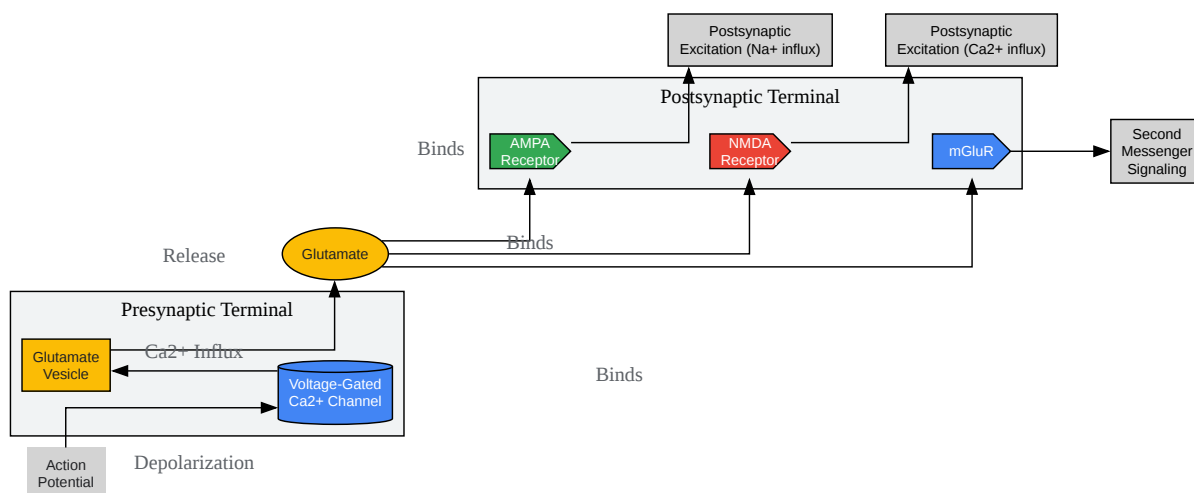 Postsynaptic
Excitation (Na+ influx)
Postsynaptic
Excitation (Ca2+ influx)
Postsynaptic Terminal
Binds
AMPA
Receptor
NMDA
Receptor
mGluR
Second
Messenger
Signaling
Release
Glutamate
Binds
Presynaptic Terminal
Ca2+ Influx
Glutamate
Vesicle
Voltage-Gated
Ca2+ Channel
Binds
Action
Potential
Depolarization